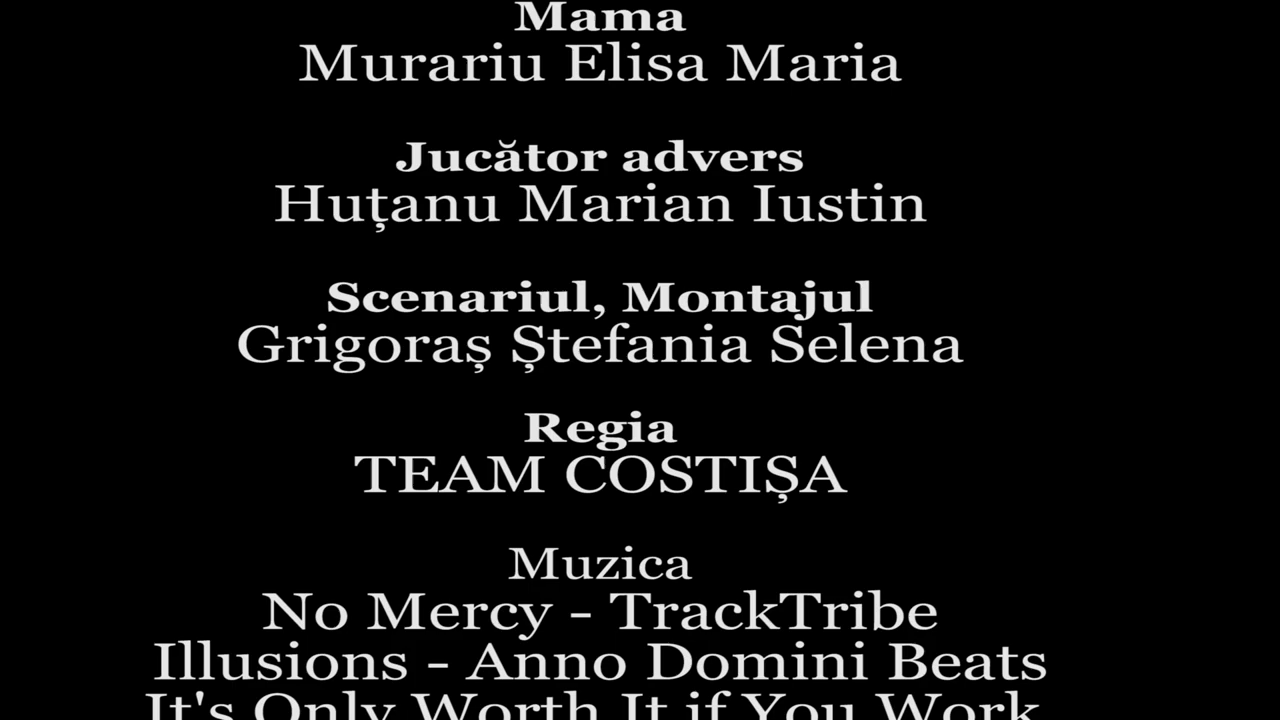 Mama
Murariu Elisa Maria
Jucător advers
Huțanu Marian Iustin
Scenariul, Montajul
Grigoraș Ștefania Selena
Regia
TEAM COSTIȘA
Muzica
No Mercy - TrackTribe
Illusions - Anno Domini Beats
It's Only Worth It if You Work